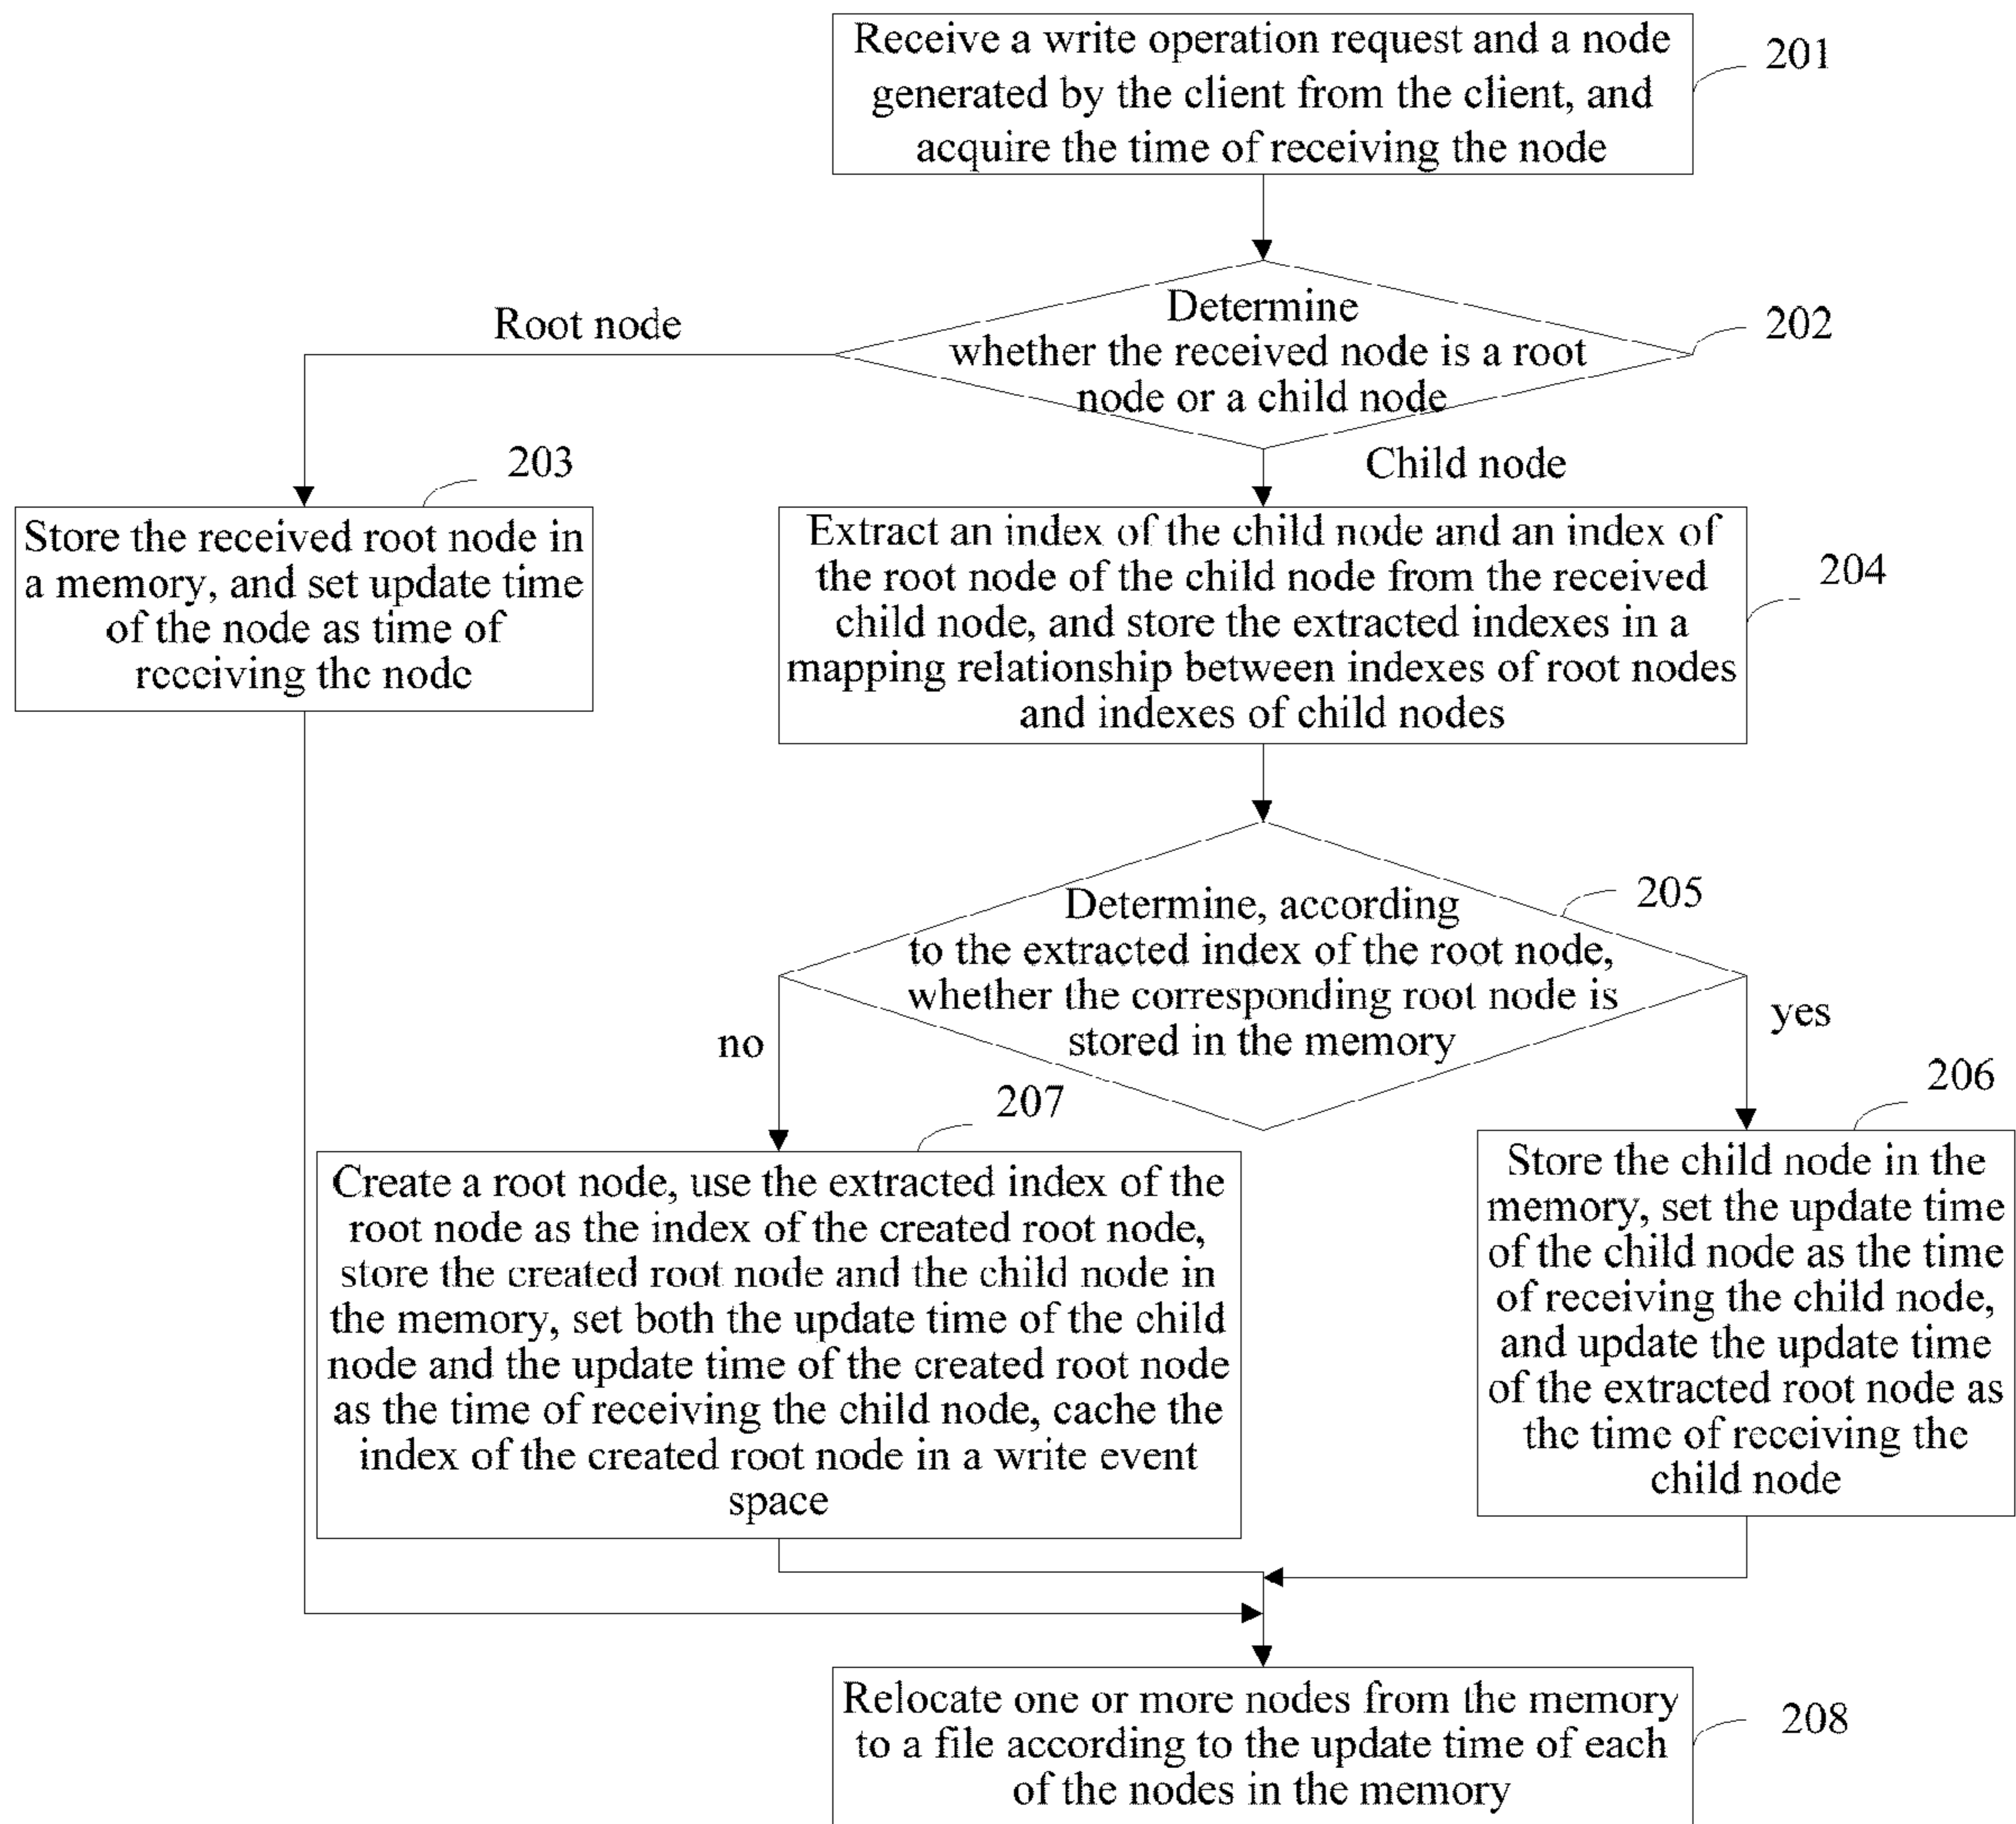 Receive a write operation request and a node
generated by the client from the client, and
acquire the time of receiving the node
201
Determine
whether the received node is a root
node or a child node
202
Root node
Child node
203
Store the received root node in
a memory, and set update time
of the node as time of
receiving the node
Extract an index of the child node and an index of
the root node of the child node from the received
child node, and store the extracted indexes in a
mapping relationship between indexes of root nodes
and indexes of child nodes
204
Determine, according
to the extracted index of the root node,
whether the corresponding root node is
stored in the memory
205
no
yes
207
Create a root node, use the extracted index of the
root node as the index of the created root node,
store the created root node and the child node in
the memory, set both the update time of the child
node and the update time of the created root node
as the time of receiving the child node, cache the
index of the created root node in a write event
space
206
Store the child node in the
memory, set the update time
of the child node as the time
of receiving the child node,
and update the update time
of the extracted root node as
the time of receiving the
child node
Relocate one or more nodes from the memory
to a file according to the update time of each
of the nodes in the memory
208